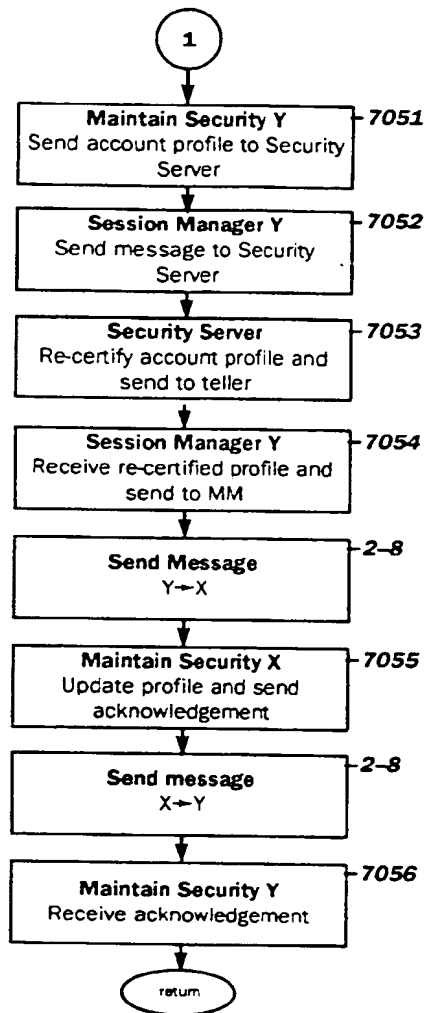 1
Maintain Security Y
7051
Send account profile to Security
Server
Session Manager Y
7052
Send message to Security
Server
Security Server
7053
Re-certify account profile and
send to teller
Session Manager Y
7054
Receive re-certified profile and
send to MM
Send Message
2-8
Y→X
Maintain Security X
7055
Update profile and send
acknowledgement
Send message
2-8
X→Y
Maintain Security Y
7056
Receive acknowledgement
return